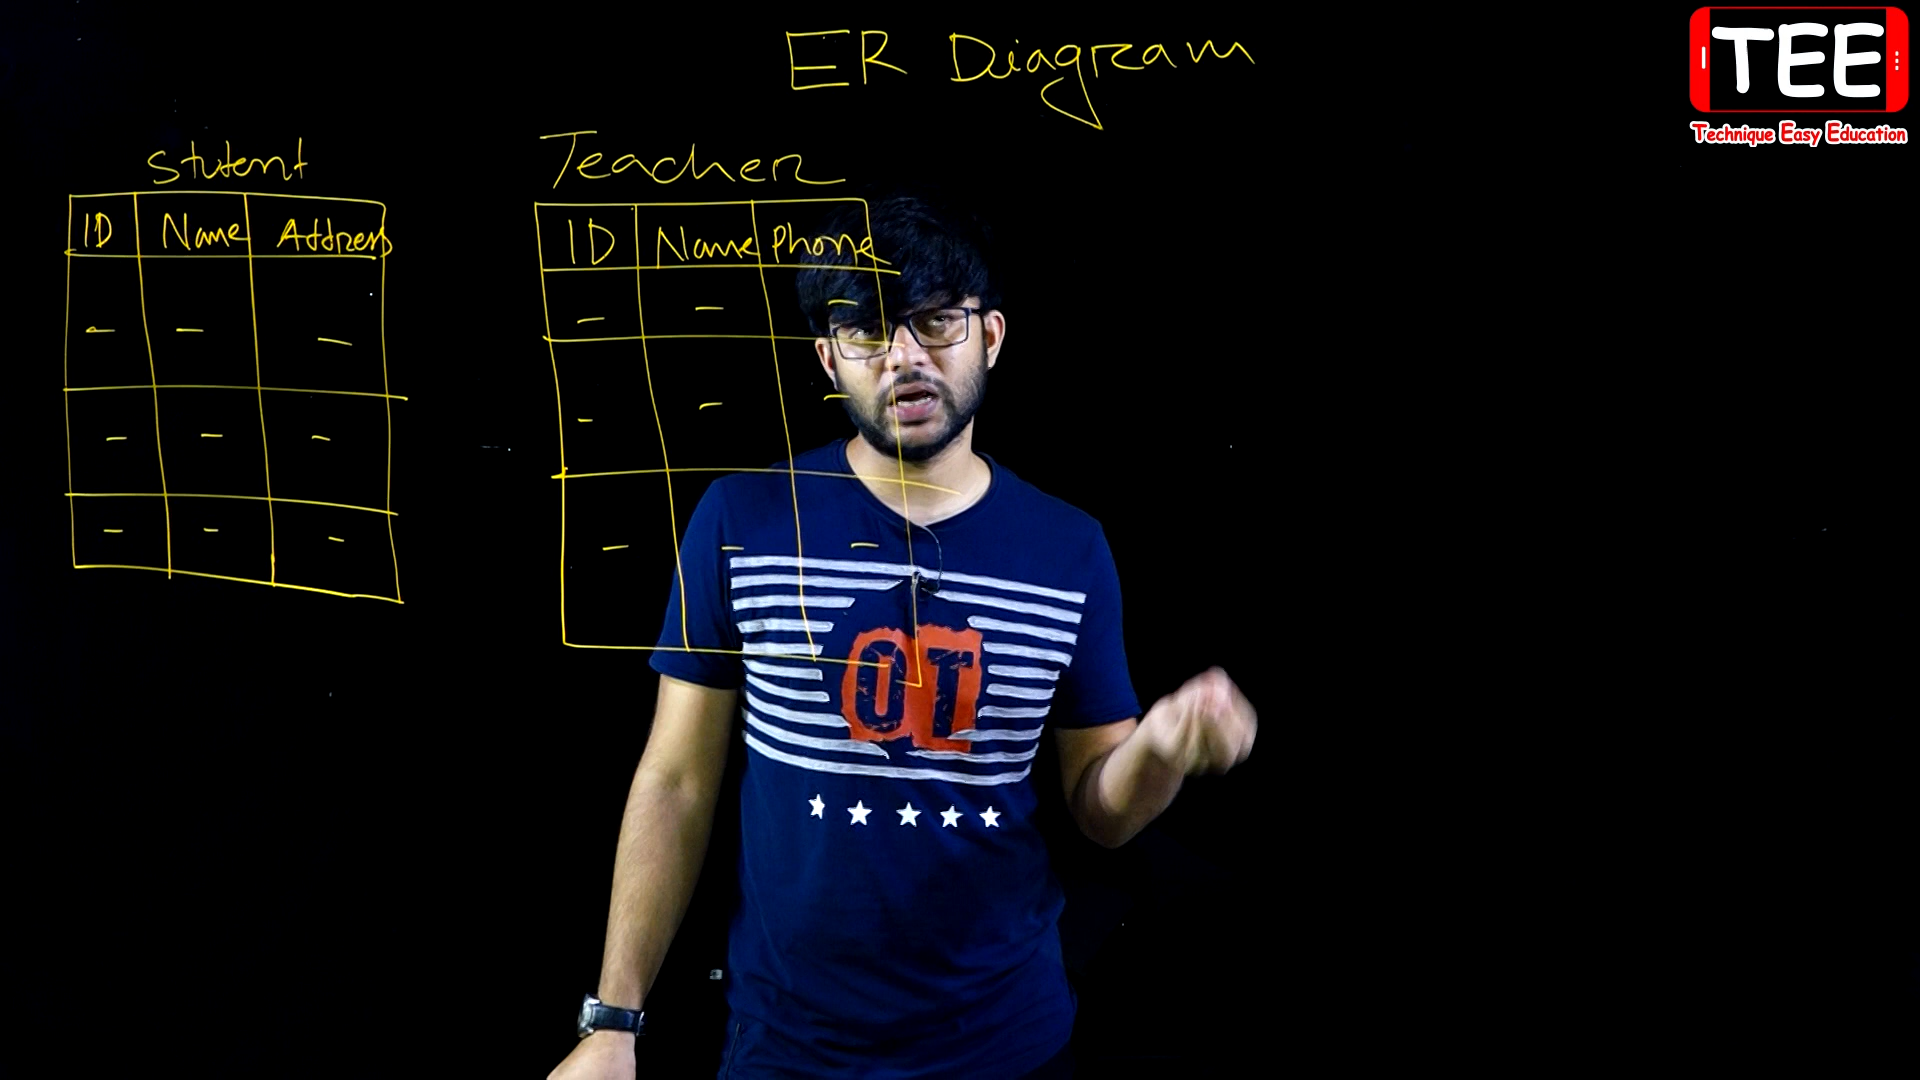 ER Diagram
TEE
Technique Easy Education
Student
ID Name Address
Teacher
ID Name Phone
OT